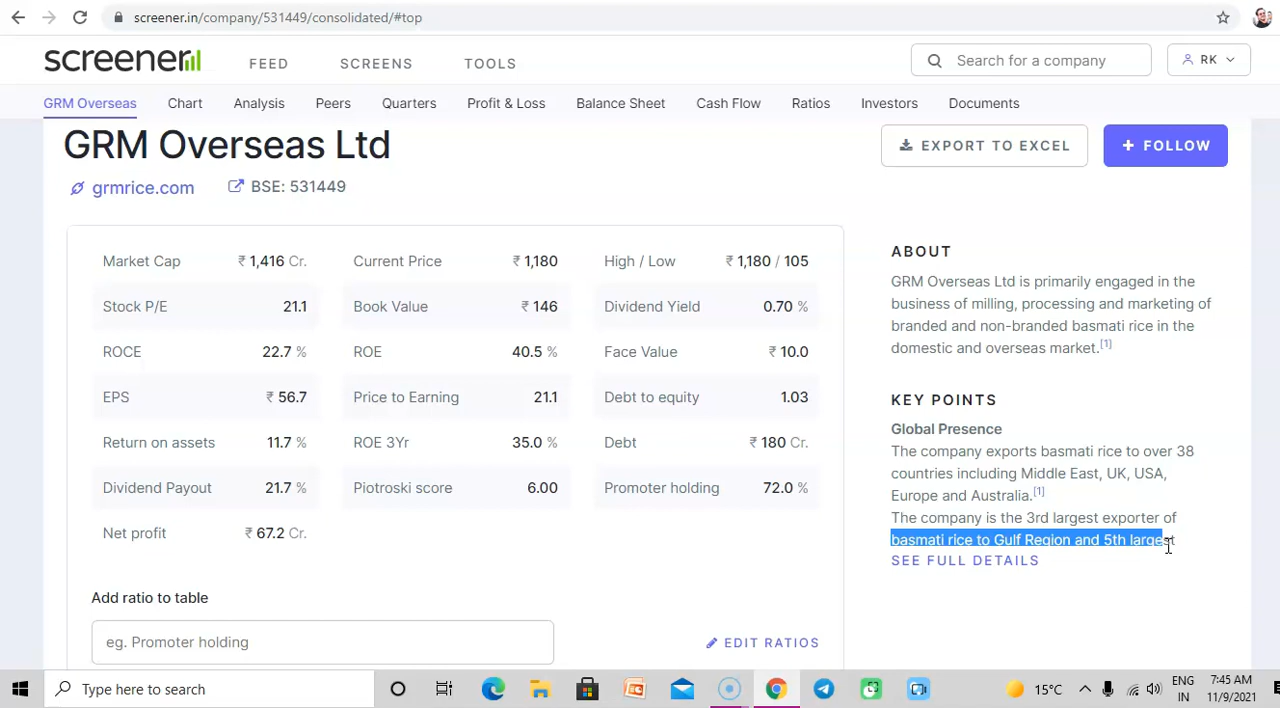 screener.in/company/531449/consolidated/#top
screener
FEED SCREENS TOOLS
Search for a company
RK
GRM Overseas Chart Analysis Peers Quarters Profit & Loss Balance Sheet Cash Flow Ratios Investors Documents
GRM Overseas Ltd
EXPORT TO EXCEL
+ FOLLOW
grmrice.com BSE: 531449
Market Cap ₹ 1,416 Cr. Current Price ₹ 1,180 High / Low ₹ 1,180 / 105
Stock P/E 21.1 Book Value ₹ 146 Dividend Yield 0.70 %
ROCE 22.7 % ROE 40.5 % Face Value ₹ 10.0
EPS ₹ 56.7 Price to Earning 21.1 Debt to equity 1.03
Return on assets 11.7 % ROE 3Yr 35.0 % Debt ₹ 180 Cr.
Dividend Payout 21.7 % Piotroski score 6.00 Promoter holding 72.0 %
Net profit ₹ 67.2 Cr.
Add ratio to table
eg. Promoter holding
EDIT RATIOS
ABOUT
GRM Overseas Ltd is primarily engaged in the
business of milling, processing and marketing of
branded and non-branded basmati rice in the
domestic and overseas market.[1]
KEY POINTS
Global Presence
The company exports basmati rice to over 38
countries including Middle East, UK, USA,
Europe and Australia.[1]
The company is the 3rd largest exporter of
basmati rice to Gulf Region and 5th largest
SEE FULL DETAILS
Type here to search
15°C
ENG
IN
7:45 AM
11/9/2021